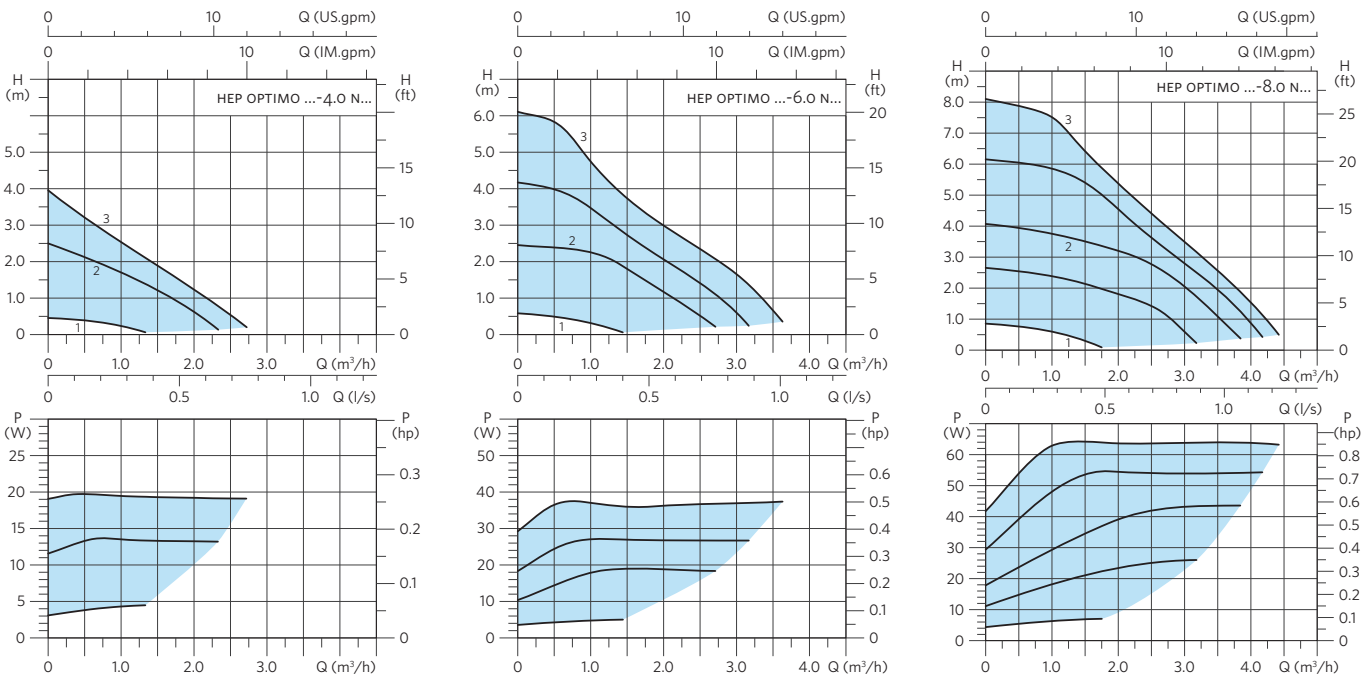 0 10 Q (US.gpm)
0 10 Q (IM.gpm)
H (m) H (ft)
HEP OPTIMO ...-4.0 N...
5.0 15
4.0
3.0 3 10
2.0 2 5
1.0 1
0 0
0 1.0 2.0 3.0 Q (m³/h)
0 0.5 1.0 Q (l/s)
P (W) P (hp)
25 0.3
20 0.2
15
10 0.1
5
0 0
0 1.0 2.0 3.0 Q (m³/h)
0 10 Q (US.gpm)
0 10 Q (IM.gpm)
H (m) H (ft)
HEP OPTIMO ...-6.0 N...
6.0 20
5.0 3 15
4.0
3.0 10
2.0 2 5
1.0 1
0 0
0 1.0 2.0 3.0 4.0 Q (m³/h)
0 0.5 1.0 Q (l/s)
P (W) P (hp)
50 0.6
40 0.5
30 0.4
0.3
20 0.2
10 0.1
0 0
0 1.0 2.0 3.0 4.0 Q (m³/h)
0 10 Q (US.gpm)
0 10 Q (IM.gpm)
H (m) H (ft)
HEP OPTIMO ...-8.0 N...
8.0 25
7.0 3
6.0 20
5.0 15
4.0
3.0 2 10
2.0 5
1.0 1
0 0
0 1.0 2.0 3.0 4.0 Q (m³/h)
0 0.5 1.0 Q (l/s)
P (W) P (hp)
60 0.8
50 0.7
0.6
40 0.5
30 0.4
0.3
20 0.2
10 0.1
0 0
0 1.0 2.0 3.0 4.0 Q (m³/h)